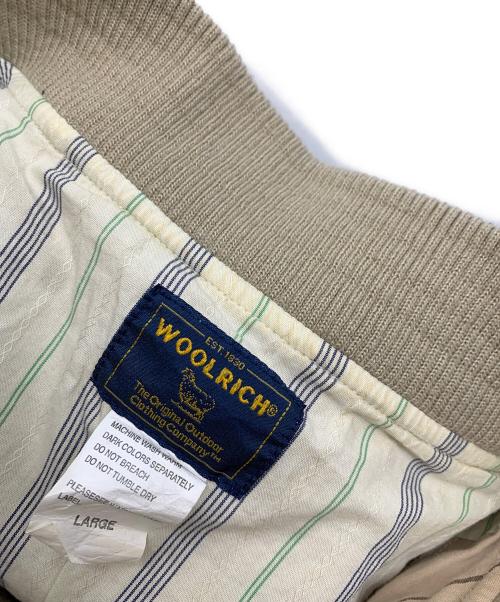 EST. 1830
WOOLRICH®
The Original Outdoor
Clothing Company™
MACHINE WASH WARM
DARK COLORS SEPARATELY
DO NOT BREACH
DO NOT TUMBLE DRY.
LABEL
LARGE